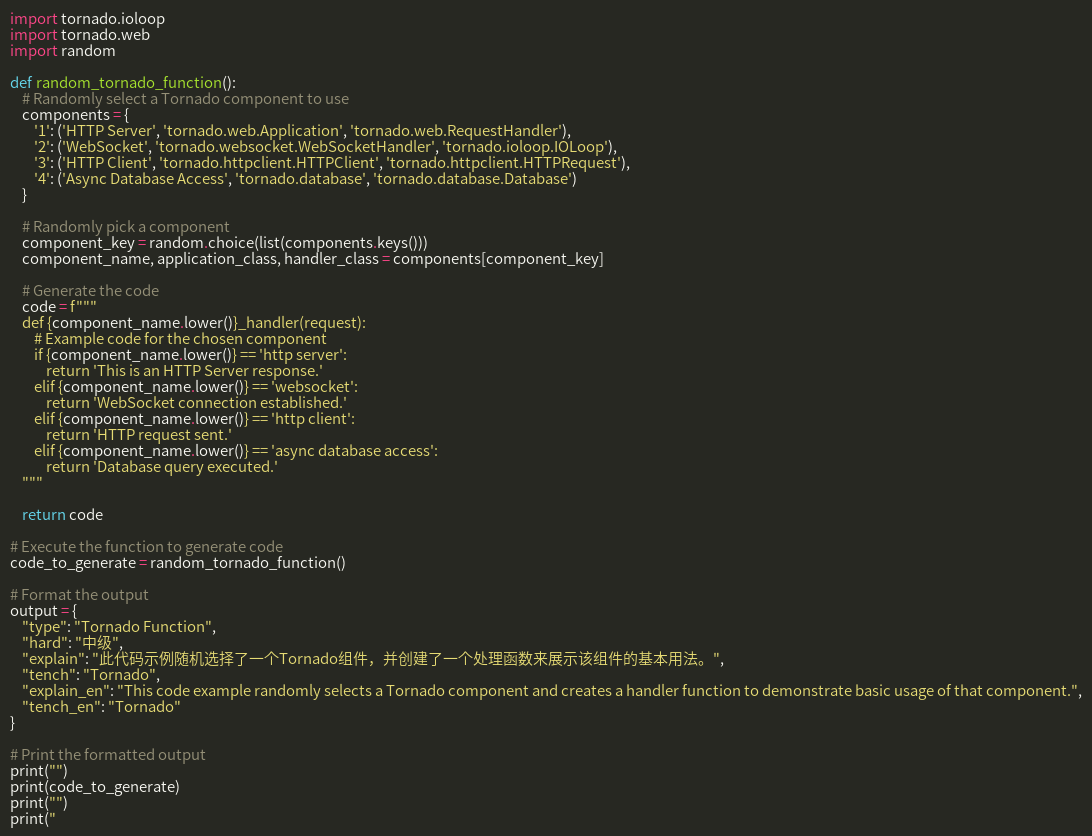 import tornado.ioloop
import tornado.web
import random

def random_tornado_function():
    # Randomly select a Tornado component to use
    components = {
        '1': ('HTTP Server', 'tornado.web.Application', 'tornado.web.RequestHandler'),
        '2': ('WebSocket', 'tornado.websocket.WebSocketHandler', 'tornado.ioloop.IOLoop'),
        '3': ('HTTP Client', 'tornado.httpclient.HTTPClient', 'tornado.httpclient.HTTPRequest'),
        '4': ('Async Database Access', 'tornado.database', 'tornado.database.Database')
    }

    # Randomly pick a component
    component_key = random.choice(list(components.keys()))
    component_name, application_class, handler_class = components[component_key]

    # Generate the code
    code = f"""
    def {component_name.lower()}_handler(request):
        # Example code for the chosen component
        if {component_name.lower()} == 'http server':
            return 'This is an HTTP Server response.'
        elif {component_name.lower()} == 'websocket':
            return 'WebSocket connection established.'
        elif {component_name.lower()} == 'http client':
            return 'HTTP request sent.'
        elif {component_name.lower()} == 'async database access':
            return 'Database query executed.'
    """

    return code

# Execute the function to generate code
code_to_generate = random_tornado_function()

# Format the output
output = {
    "type": "Tornado Function",
    "hard": "中级",
    "explain": "此代码示例随机选择了一个Tornado组件，并创建了一个处理函数来展示该组件的基本用法。",
    "tench": "Tornado",
    "explain_en": "This code example randomly selects a Tornado component and creates a handler function to demonstrate basic usage of that component.",
    "tench_en": "Tornado"
}

# Print the formatted output
print("")
print(code_to_generate)
print("")
print("